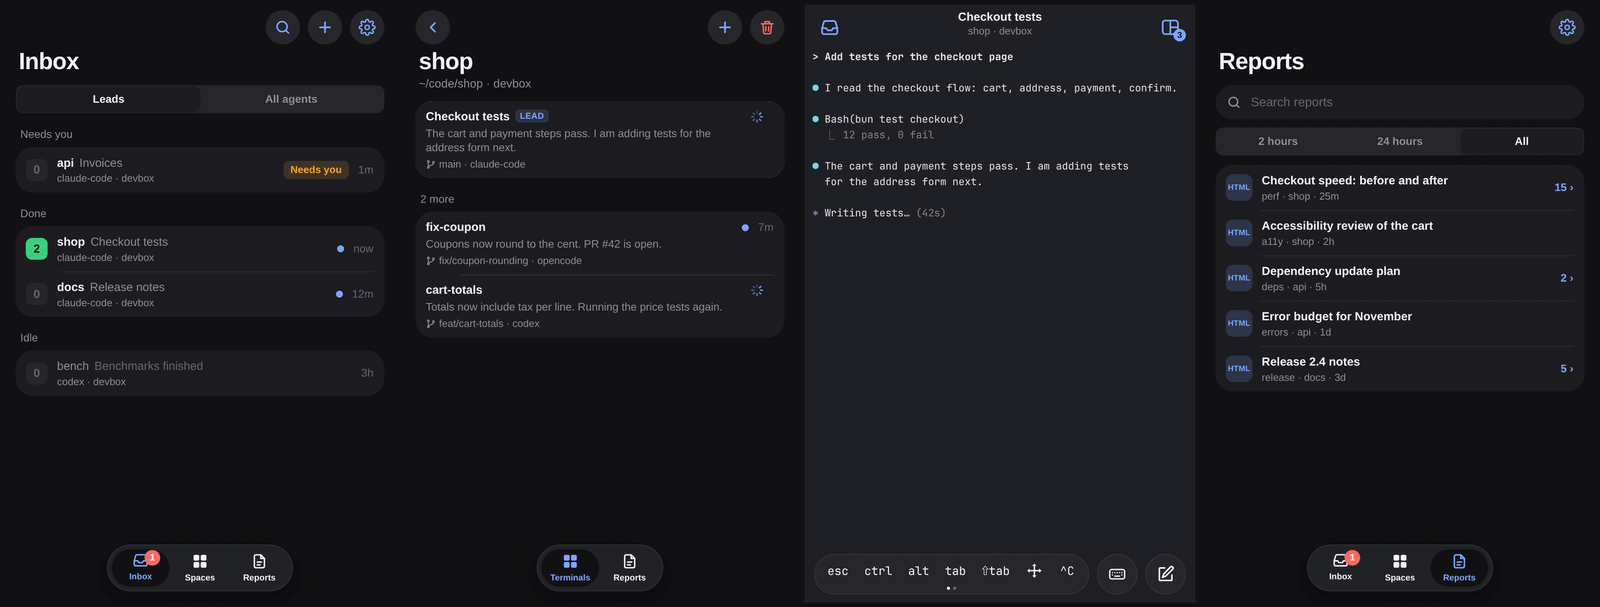 Inbox
Leads
All agents
Needs you
0
api Invoices
Needs you
1m
claude-code · devbox
Done
2
shop Checkout tests
now
claude-code · devbox
0
docs Release notes
12m
claude-code · devbox
Idle
0
bench Benchmarks finished
3h
codex · devbox
1
Inbox
Spaces
Reports
shop
~/code/shop · devbox
Checkout tests LEAD
The cart and payment steps pass. I am adding tests for the
address form next.
main · claude-code
2 more
fix-coupon
7m
Coupons now round to the cent. PR #42 is open.
fix/coupon-rounding · opencode
cart-totals
Totals now include tax per line. Running the price tests again.
feat/cart-totals · codex
Terminals
Reports
Checkout tests
shop · devbox
3
> Add tests for the checkout page
I read the checkout flow: cart, address, payment, confirm.
Bash(bun test checkout)
12 pass, 0 fail
The cart and payment steps pass. I am adding tests
for the address form next.
* Writing tests… (42s)
esc ctrl alt tab ⇧tab ^C
Reports
Search reports
2 hours
24 hours
All
HTML
Checkout speed: before and after
15 ›
perf · shop · 25m
HTML
Accessibility review of the cart
a11y · shop · 2h
HTML
Dependency update plan
2 ›
deps · api · 5h
HTML
Error budget for November
errors · api · 1d
HTML
Release 2.4 notes
5 ›
release · docs · 3d
1
Inbox
Spaces
Reports